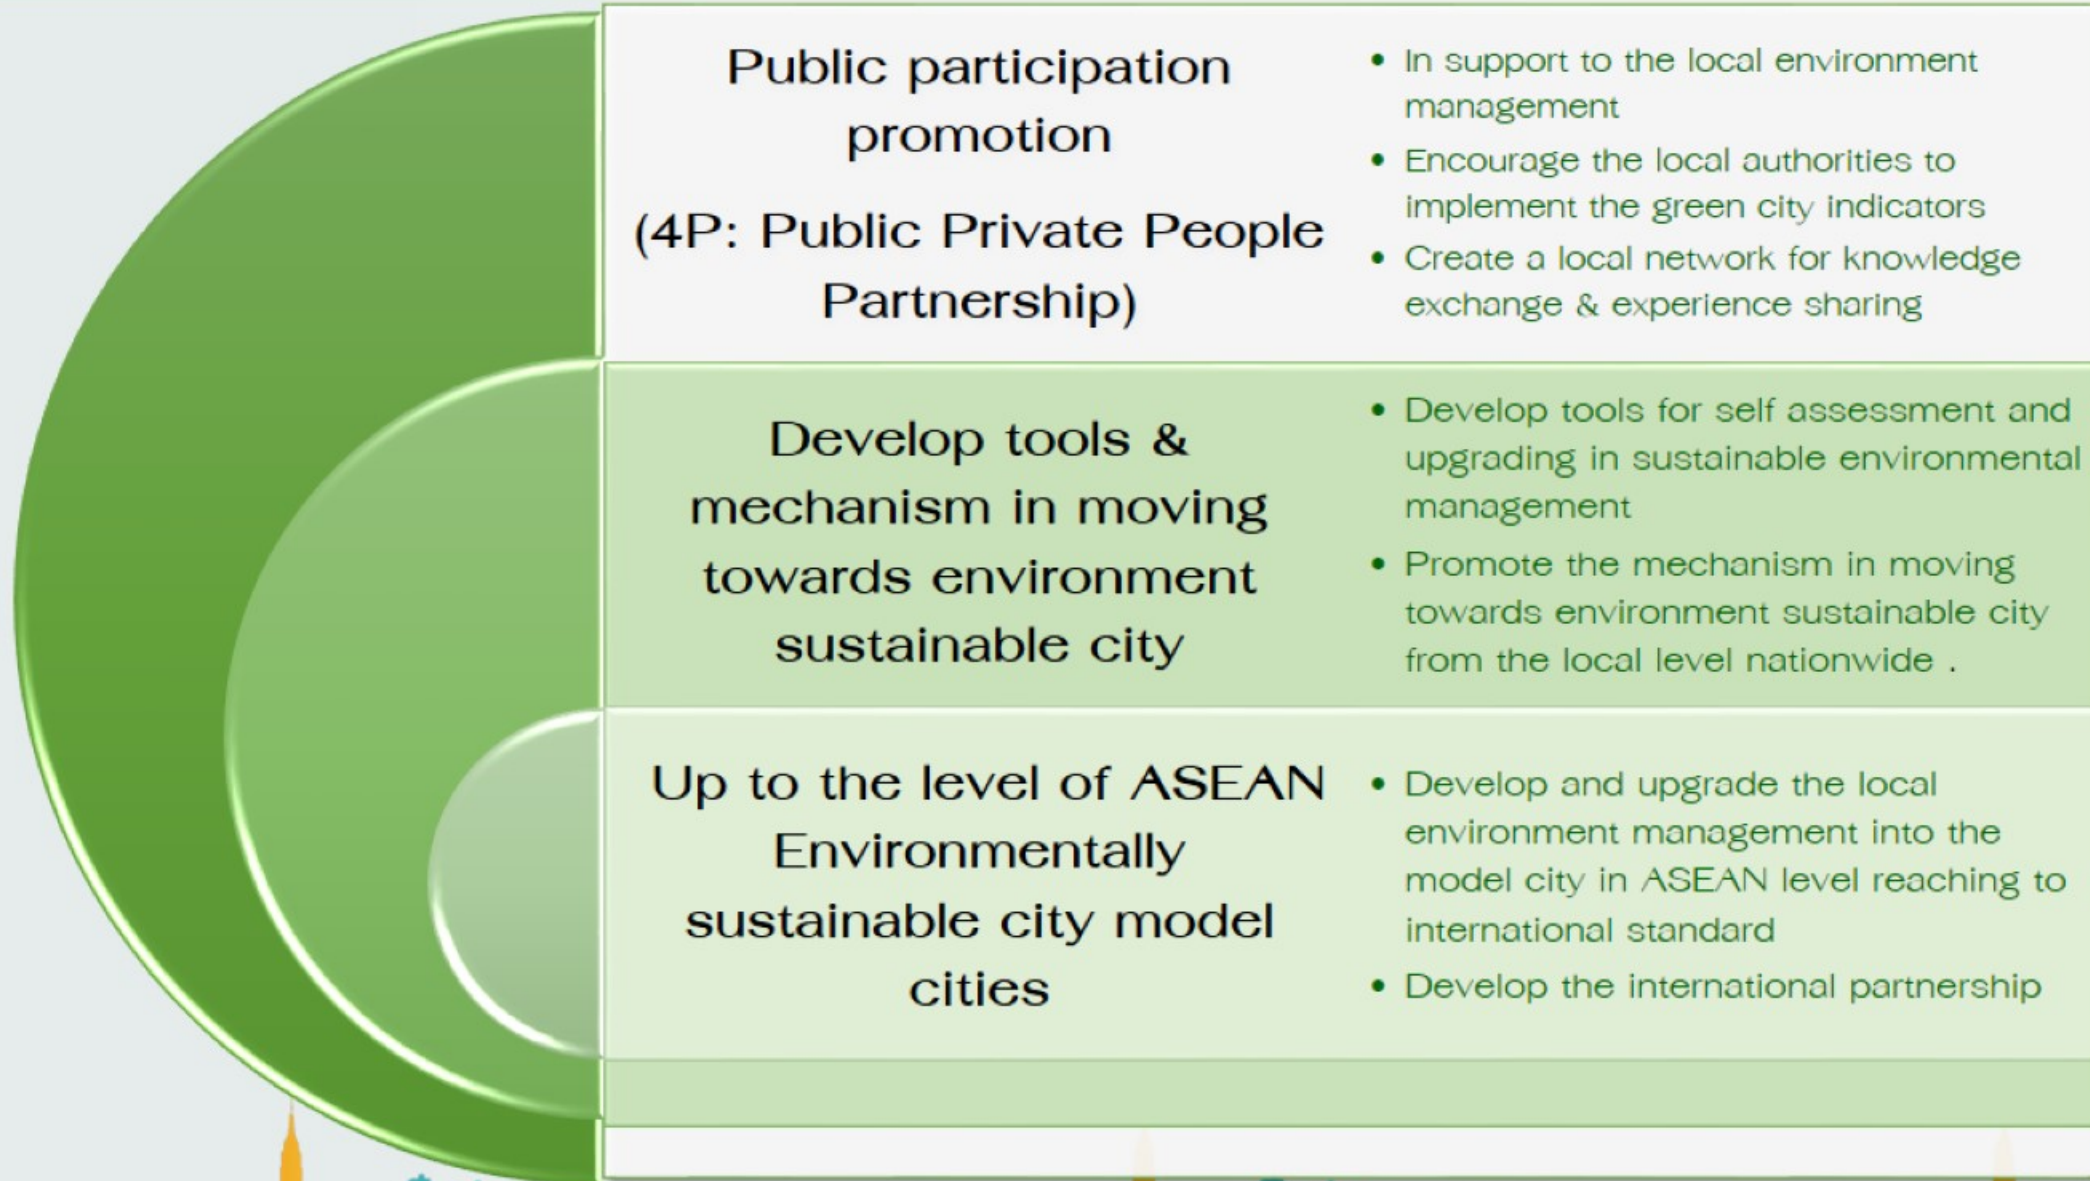 Public participation
promotion
(4P: Public Private People
Partnership)
• In support to the local environment
management
• Encourage the local authorities to
implement the green city indicators
• Create a local network for knowledge
exchange & experience sharing
Develop tools &
mechanism in moving
towards environment
sustainable city
• Develop tools for self assessment and
upgrading in sustainable environmental
management
• Promote the mechanism in moving
towards environment sustainable city
from the local level nationwide .
Up to the level of ASEAN
Environmentally
sustainable city model
cities
• Develop and upgrade the local
environment management into the
model city in ASEAN level reaching to
international standard
• Develop the international partnership